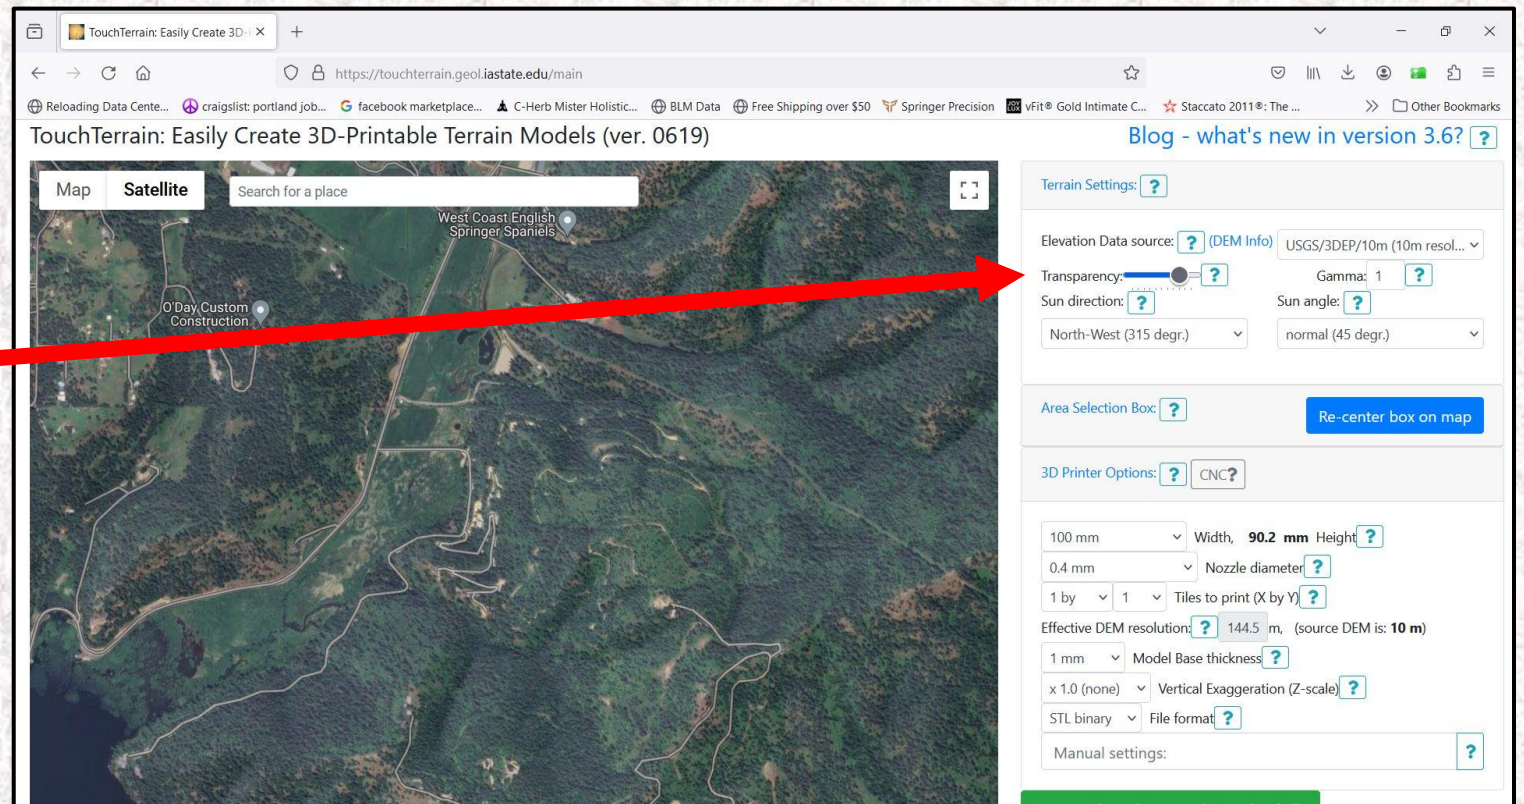 TouchTerrain: Easily Create 3D-
https://touchterrain.geol.iastate.edu/main
Reloading Data Cente... craigslist: portland job... facebook marketplace... C-Herb Mister Holistic... BLM Data Free Shipping over $50 Springer Precision vFit® Gold Intimate C... Staccato 2011®: The ... Other Bookmarks
TouchTerrain: Easily Create 3D-Printable Terrain Models (ver. 0619)
Blog - what's new in version 3.6? ?
Map Satellite Search for a place
West Coast English
Springer Spaniels
O'Day Custom
Construction
Terrain Settings: ?
Elevation Data source: ? (DEM Info) USGS/3DEP/10m (10m resol...
Transparency: ? Gamma: 1 ?
Sun direction: ? Sun angle: ?
North-West (315 degr.) normal (45 degr.)
Area Selection Box: ? Re-center box on map
3D Printer Options: ? CNC?
100 mm Width, 90.2 mm Height ?
0.4 mm Nozzle diameter ?
1 by 1 Tiles to print (X by Y) ?
Effective DEM resolution: ? 144.5 m, (source DEM is: 10 m)
1 mm Model Base thickness ?
x 1.0 (none) Vertical Exaggeration (Z-scale) ?
STL binary File format ?
Manual settings: ?